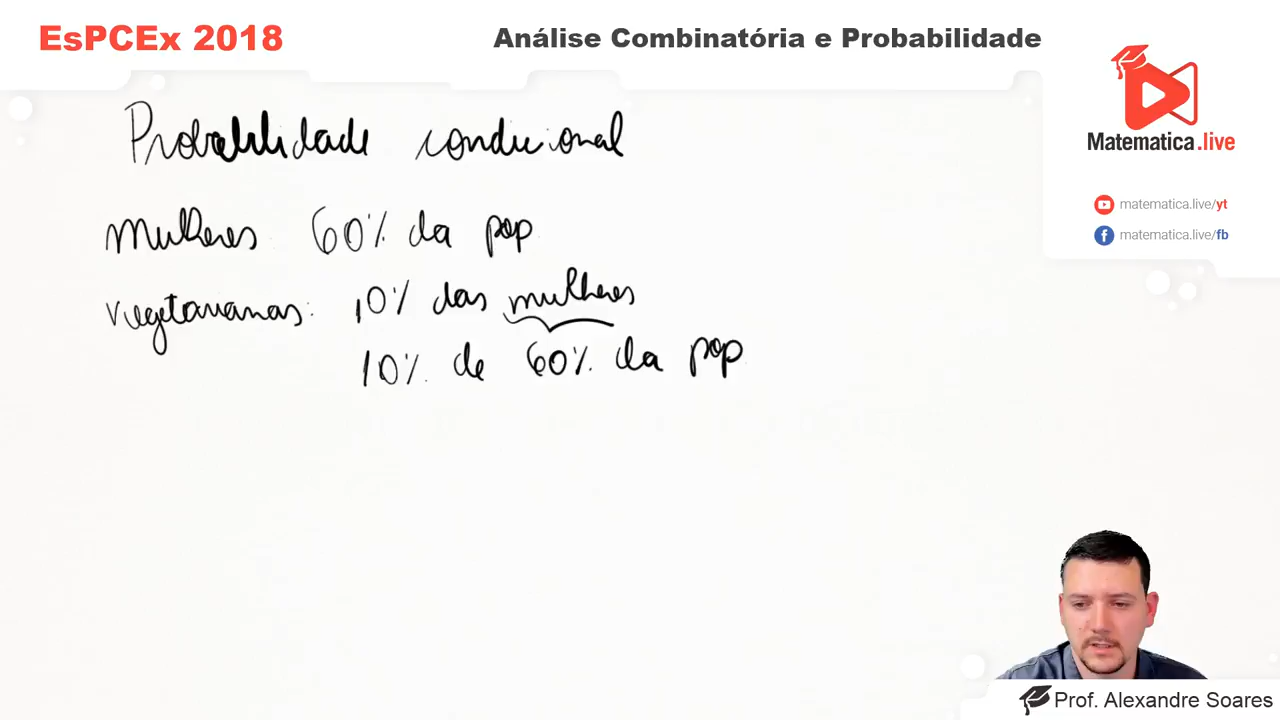 EsPCEx 2018
Análise Combinatória e Probabilidade
Matematica.live
matematica.live/yt
matematica.live/fb
Probabilidade condicional
Mulheres 60% da pop
vegetarianas: 10% das mulheres
10% de 60% da pop
Prof. Alexandre Soares